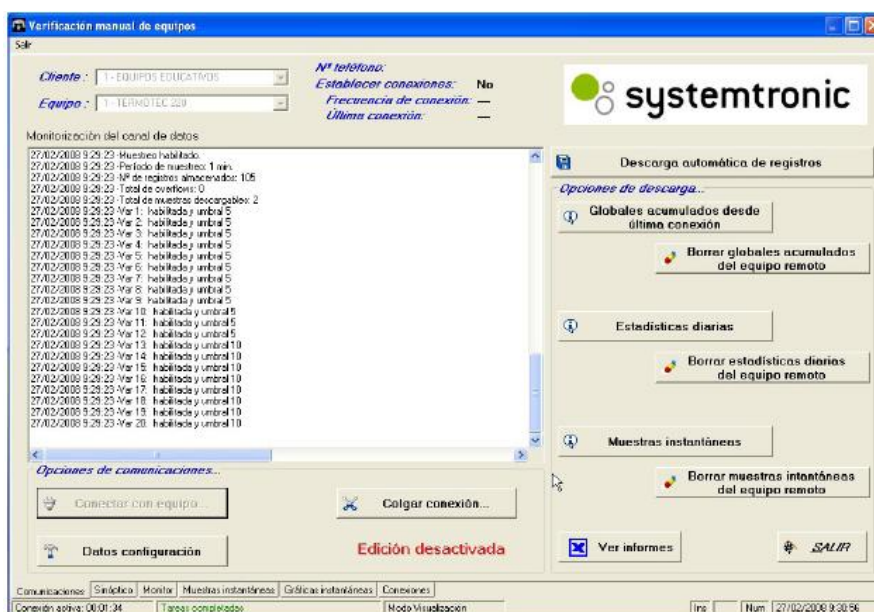 Verificación manual de equipos
Salir
Cliente : 1 - EQUIPOS EDUCATIVOS
Equipo : 1 - TERMOTEC 220
Nº teléfono:
Establecer conexiones: No
Frecuencia de conexión: —
Última conexión: —
systemtronic
Monitorización del canal de datos
27/02/2008 9:29:23 -Muestreo habilitado.
27/02/2008 9:29:23 -Período de muestreo: 1 min.
27/02/2008 9:29:23 -Nº de registros almacenados: 105
27/02/2008 9:29:23 -Total de overflows: 0
27/02/2008 9:29:23 -Total de muestras descargables: 2
27/02/2008 9:29:23 -Var 1: habilitada y umbral 5
27/02/2008 9:29:23 -Var 2: habilitada y umbral 5
27/02/2008 9:29:23 -Var 3: habilitada y umbral 5
27/02/2008 9:29:23 -Var 4: habilitada y umbral 5
27/02/2008 9:29:23 -Var 5: habilitada y umbral 5
27/02/2008 9:29:23 -Var 6: habilitada y umbral 5
27/02/2008 9:29:23 -Var 7: habilitada y umbral 5
27/02/2008 9:29:23 -Var 8: habilitada y umbral 5
27/02/2008 9:29:23 -Var 9: habilitada y umbral 5
27/02/2008 9:29:23 -Var 10: habilitada y umbral 5
27/02/2008 9:29:23 -Var 11: habilitada y umbral 5
27/02/2008 9:29:23 -Var 12: habilitada y umbral 5
27/02/2008 9:29:23 -Var 13: habilitada y umbral 10
27/02/2008 9:29:23 -Var 14: habilitada y umbral 10
27/02/2008 9:29:23 -Var 15: habilitada y umbral 10
27/02/2008 9:29:23 -Var 16: habilitada y umbral 10
27/02/2008 9:29:23 -Var 17: habilitada y umbral 10
27/02/2008 9:29:23 -Var 18: habilitada y umbral 10
27/02/2008 9:29:23 -Var 19: habilitada y umbral 10
27/02/2008 9:29:23 -Var 20: habilitada y umbral 10
Descarga automática de registros
Opciones de descarga...
Globales acumulados desde
última conexión
Borrar globales acumulados
del equipo remoto
Estadísticas diarias
Borrar estadísticas diarias
del equipo remoto
Muestras instantáneas
Borrar muestras intantáneas
del equipo remoto
Opciones de comunicaciones...
Conectar con equipo...
Colgar conexión...
Datos configuración
Edición desactivada
Ver informes
SALIR
Comunicaciones Sinóptico Monitor Muestras instantáneas Gráficas instantáneas Conexiones
Conexión activa: 00:01:34 Tareas completadas Modo Visualización Ins Num 27/02/2008 9:30:56